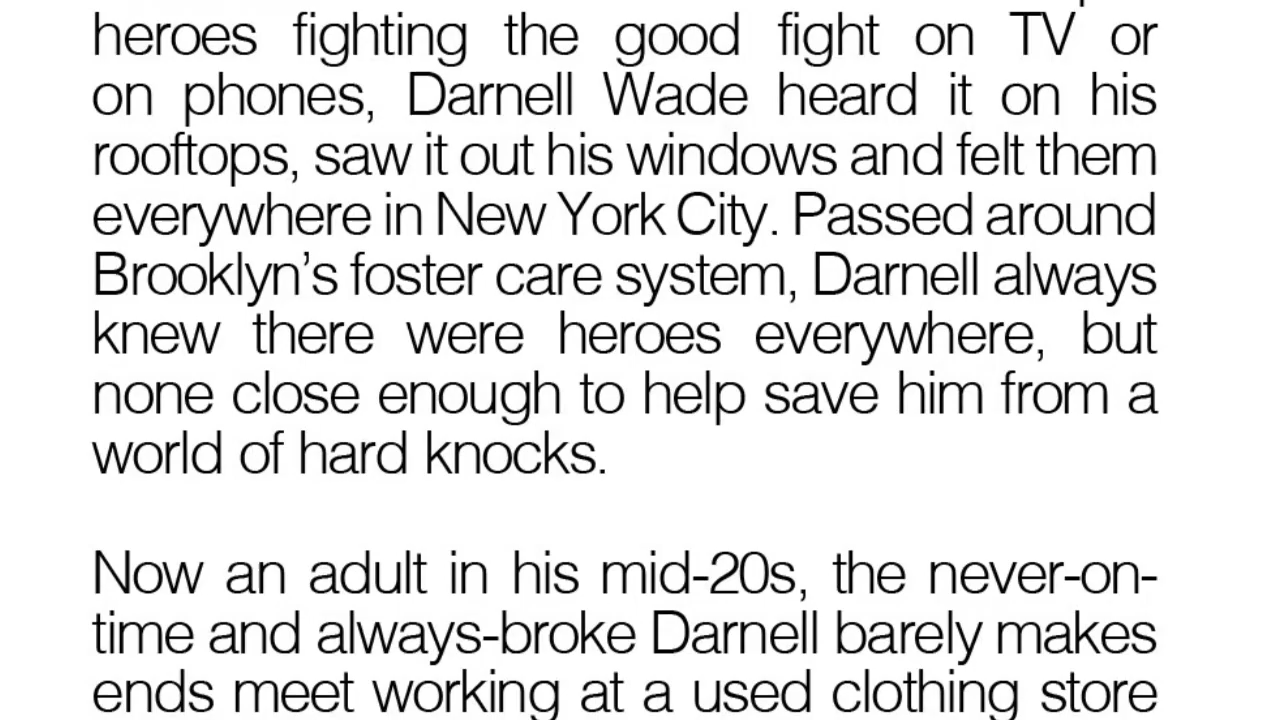 heroes fighting the good fight on TV or
on phones, Darnell Wade heard it on his
rooftops, saw it out his windows and felt them
everywhere in New York City. Passed around
Brooklyn’s foster care system, Darnell always
knew there were heroes everywhere, but
none close enough to help save him from a
world of hard knocks.
Now an adult in his mid-20s, the never-on-
time and always-broke Darnell barely makes
ends meet working at a used clothing store